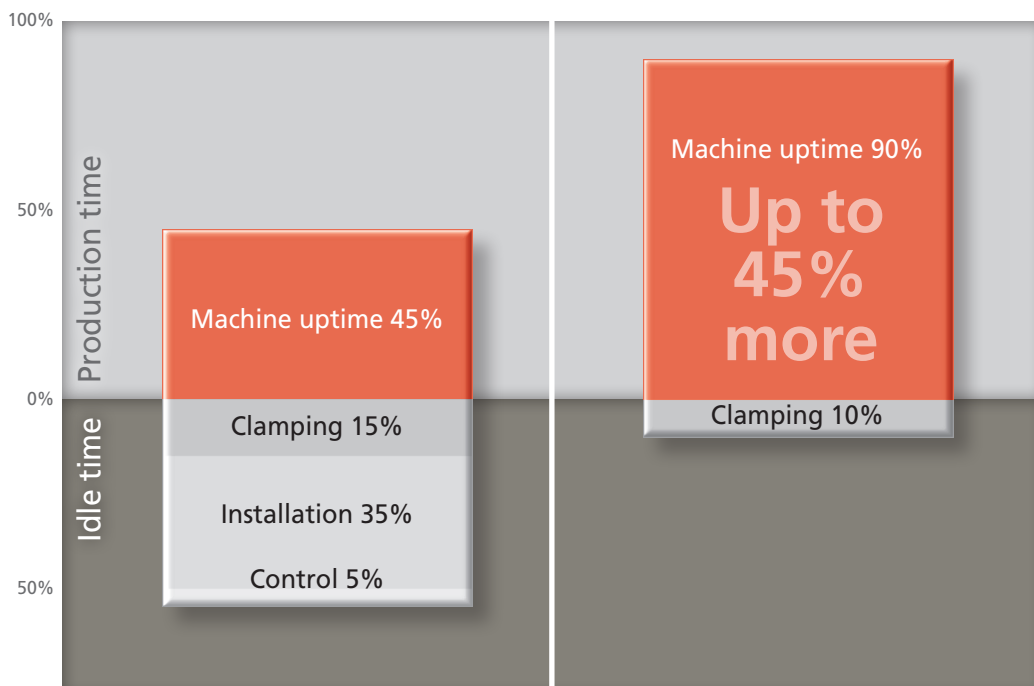 100%
50%
0%
50%
Production time
Idle time
Machine uptime 45%
Clamping 15%
Installation 35%
Control 5%
Machine uptime 90%
Up to
45%
more
Clamping 10%